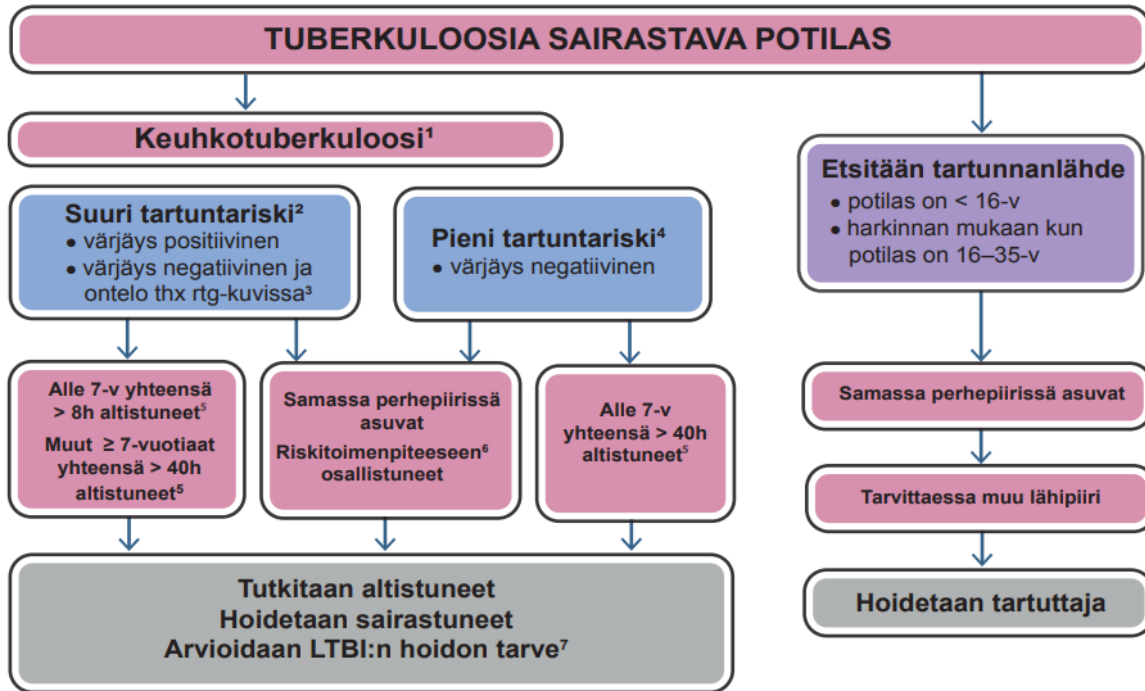 TUBERKULOOSIA SAIRASTAVA POTILAS
Keuhkotuberkuloosi¹
Suuri tartuntariski²
• värjäys positiivinen
• värjäys negatiivinen ja
ontelo thx rtg-kuvissa³
Pieni tartuntariski⁴
• värjäys negatiivinen
Alle 7-v yhteensä
> 8h altistuneet⁵
Muut ≥ 7-vuotiaat
yhteensä > 40h
altistuneet⁵
Samassa perhepiirissä
asuvat
Riskitoimenpiteeseen⁶
osallistuneet
Alle 7-v
yhteensä > 40h
altistuneet⁵
Tutkitaan altistuneet
Hoidetaan sairastuneet
Arvioidaan LTBI:n hoidon tarve⁷
Etsitään tartunnanlähde
• potilas on < 16-v
• harkinnan mukaan kun
potilas on 16–35-v
Samassa perhepiirissä asuvat
Tarvittaessa muu lähipiiri
Hoidetaan tartuttaja